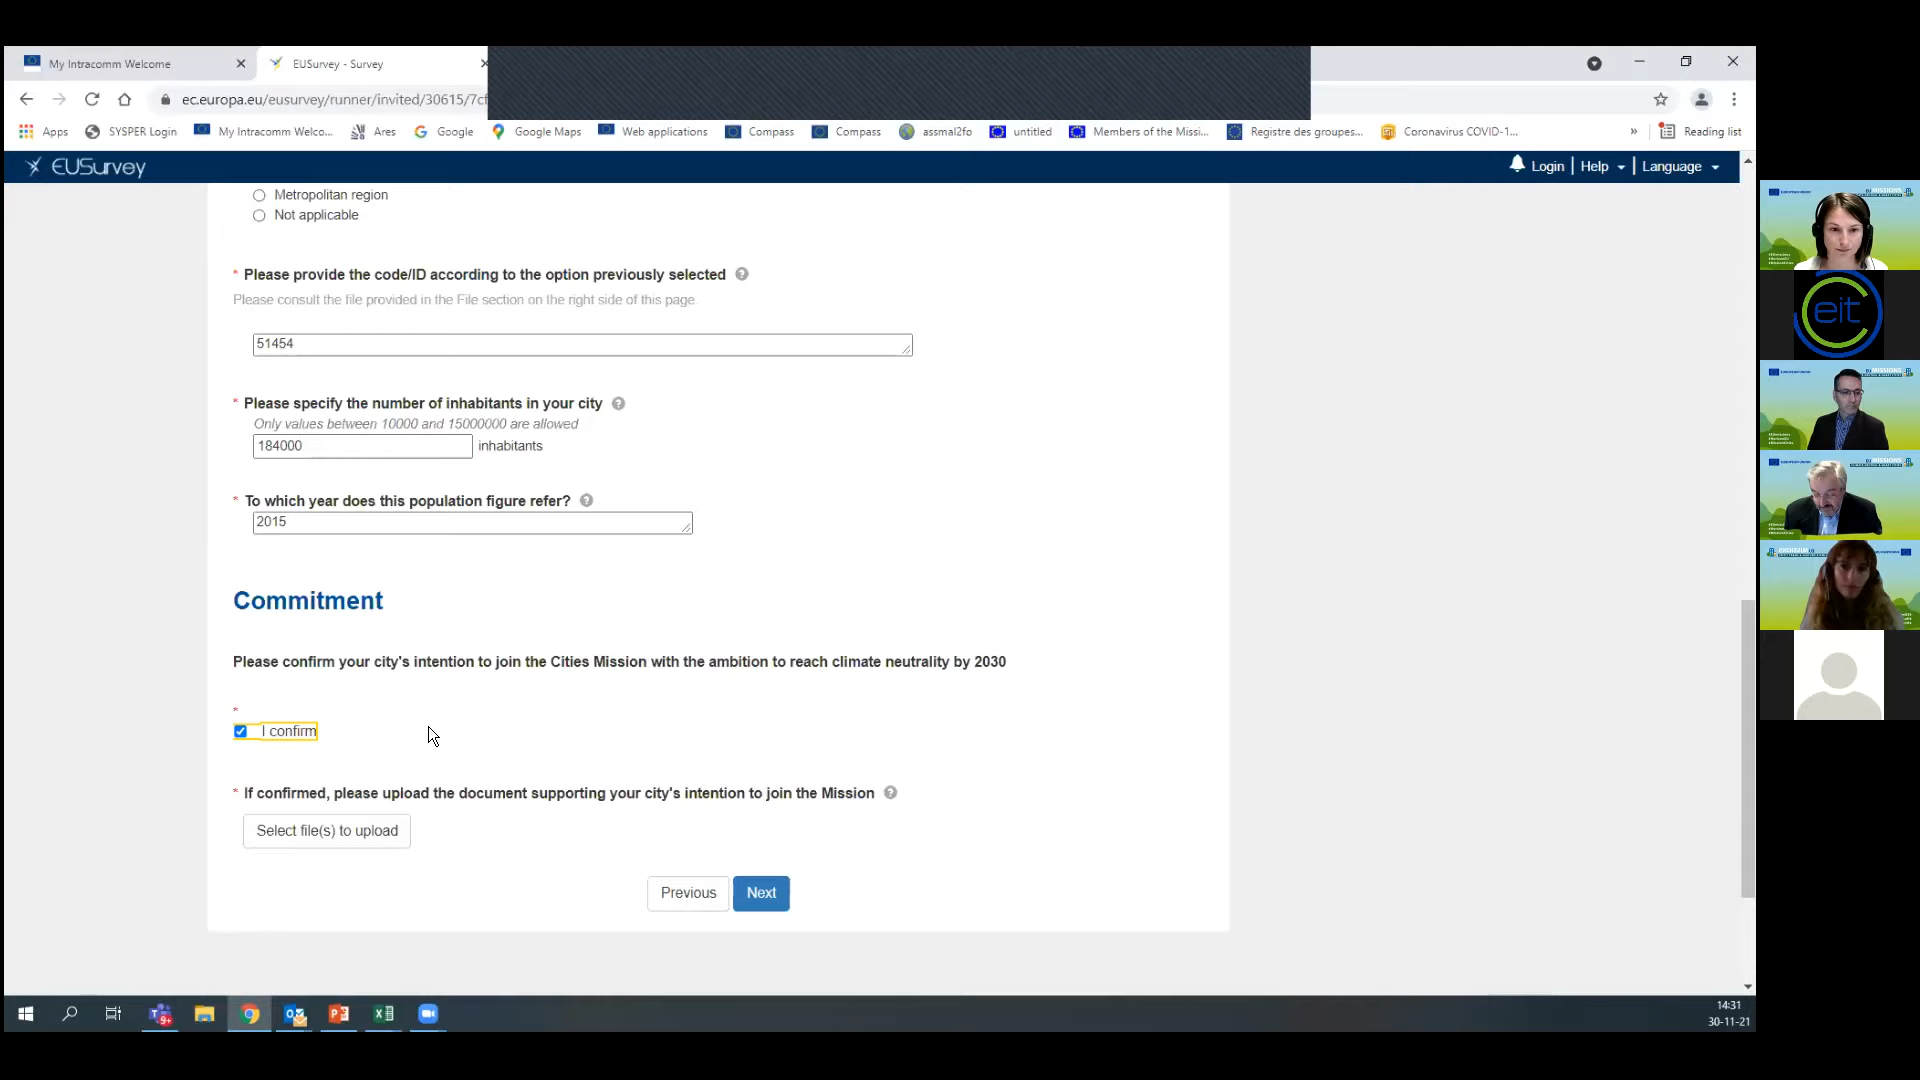 My Intracomm Welcome
EUSurvey - Survey
ec.europa.eu/eusurvey/runner/invited/30615/7cf
Apps
SYSPER Login
My Intracomm Welco...
Ares
Google
Google Maps
Web applications
Compass
Compass
assmal2fo
untitled
Members of the Missi...
Registre des groupes...
Coronavirus COVID-1...
»
Reading list
EUSurvey
Login
Help
Language
Metropolitan region
Not applicable
* Please provide the code/ID according to the option previously selected
Please consult the file provided in the File section on the right side of this page.
51454
* Please specify the number of inhabitants in your city
Only values between 10000 and 15000000 are allowed
184000 inhabitants
* To which year does this population figure refer?
2015
Commitment
Please confirm your city's intention to join the Cities Mission with the ambition to reach climate neutrality by 2030
*
I confirm
* If confirmed, please upload the document supporting your city's intention to join the Mission
Select file(s) to upload
Previous
Next
14:31
30-11-21
eit